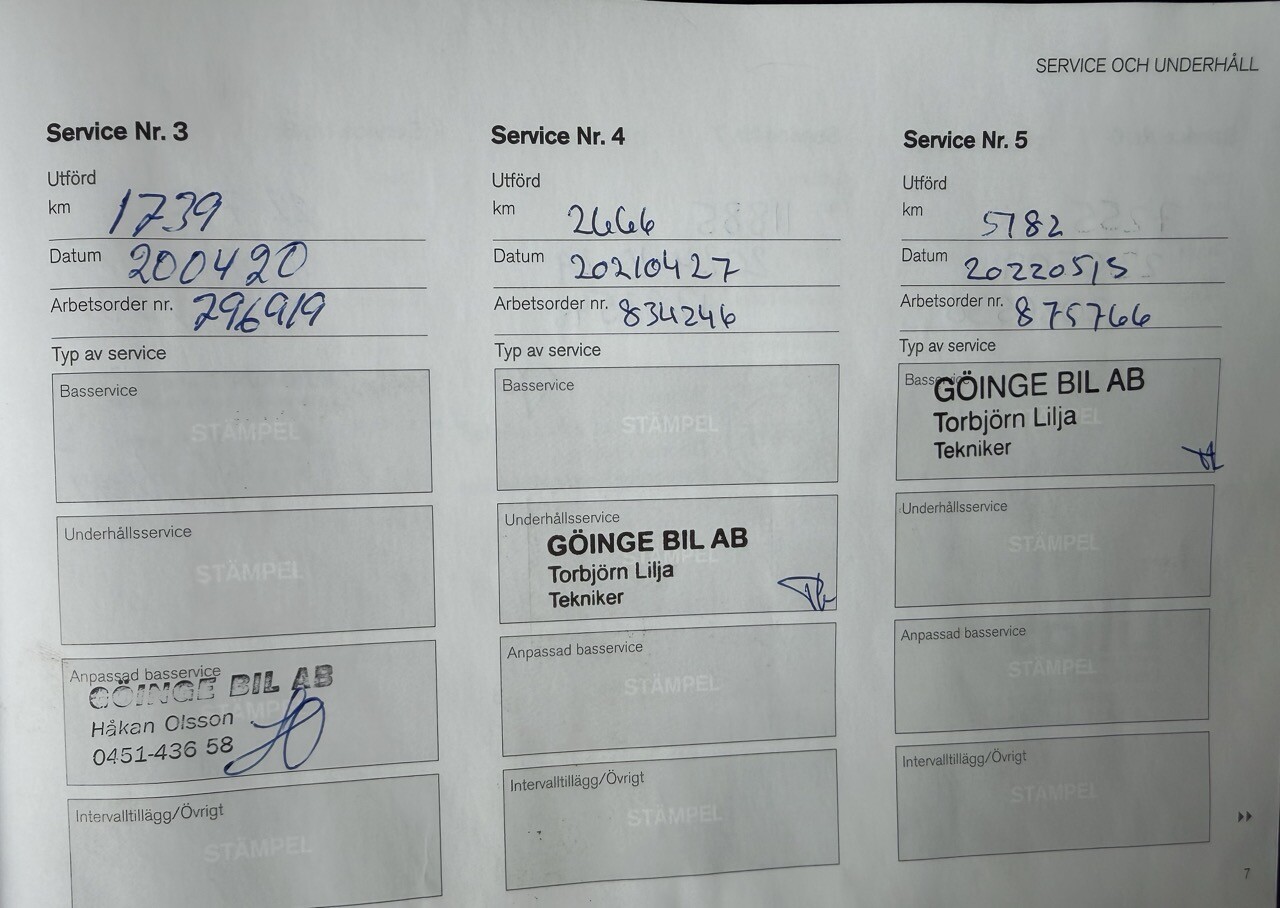 SERVICE OCH UNDERHÅLL
Service Nr. 3
Utförd
km 1739
Datum 200420
Arbetsorder nr. 296919
Typ av service
Basservice
STÄMPEL
Underhållsservice
STÄMPEL
Anpassad basservice
GÖINGE BIL AB
Håkan Olsson
0451-436 58
Intervalltillägg/Övrigt
STÄMPEL
Service Nr. 4
Utförd
km 2666
Datum 20210427
Arbetsorder nr. 834246
Typ av service
Basservice
STÄMPEL
Underhållsservice
GÖINGE BIL AB
Torbjörn Lilja
Tekniker
Anpassad basservice
STÄMPEL
Intervalltillägg/Övrigt
STÄMPEL
Service Nr. 5
Utförd
km 5782
Datum 20220515
Arbetsorder nr. 875766
Typ av service
Basservice
GÖINGE BIL AB
Torbjörn Lilja
Tekniker
Underhållsservice
STÄMPEL
Anpassad basservice
STÄMPEL
Intervalltillägg/Övrigt
STÄMPEL
7